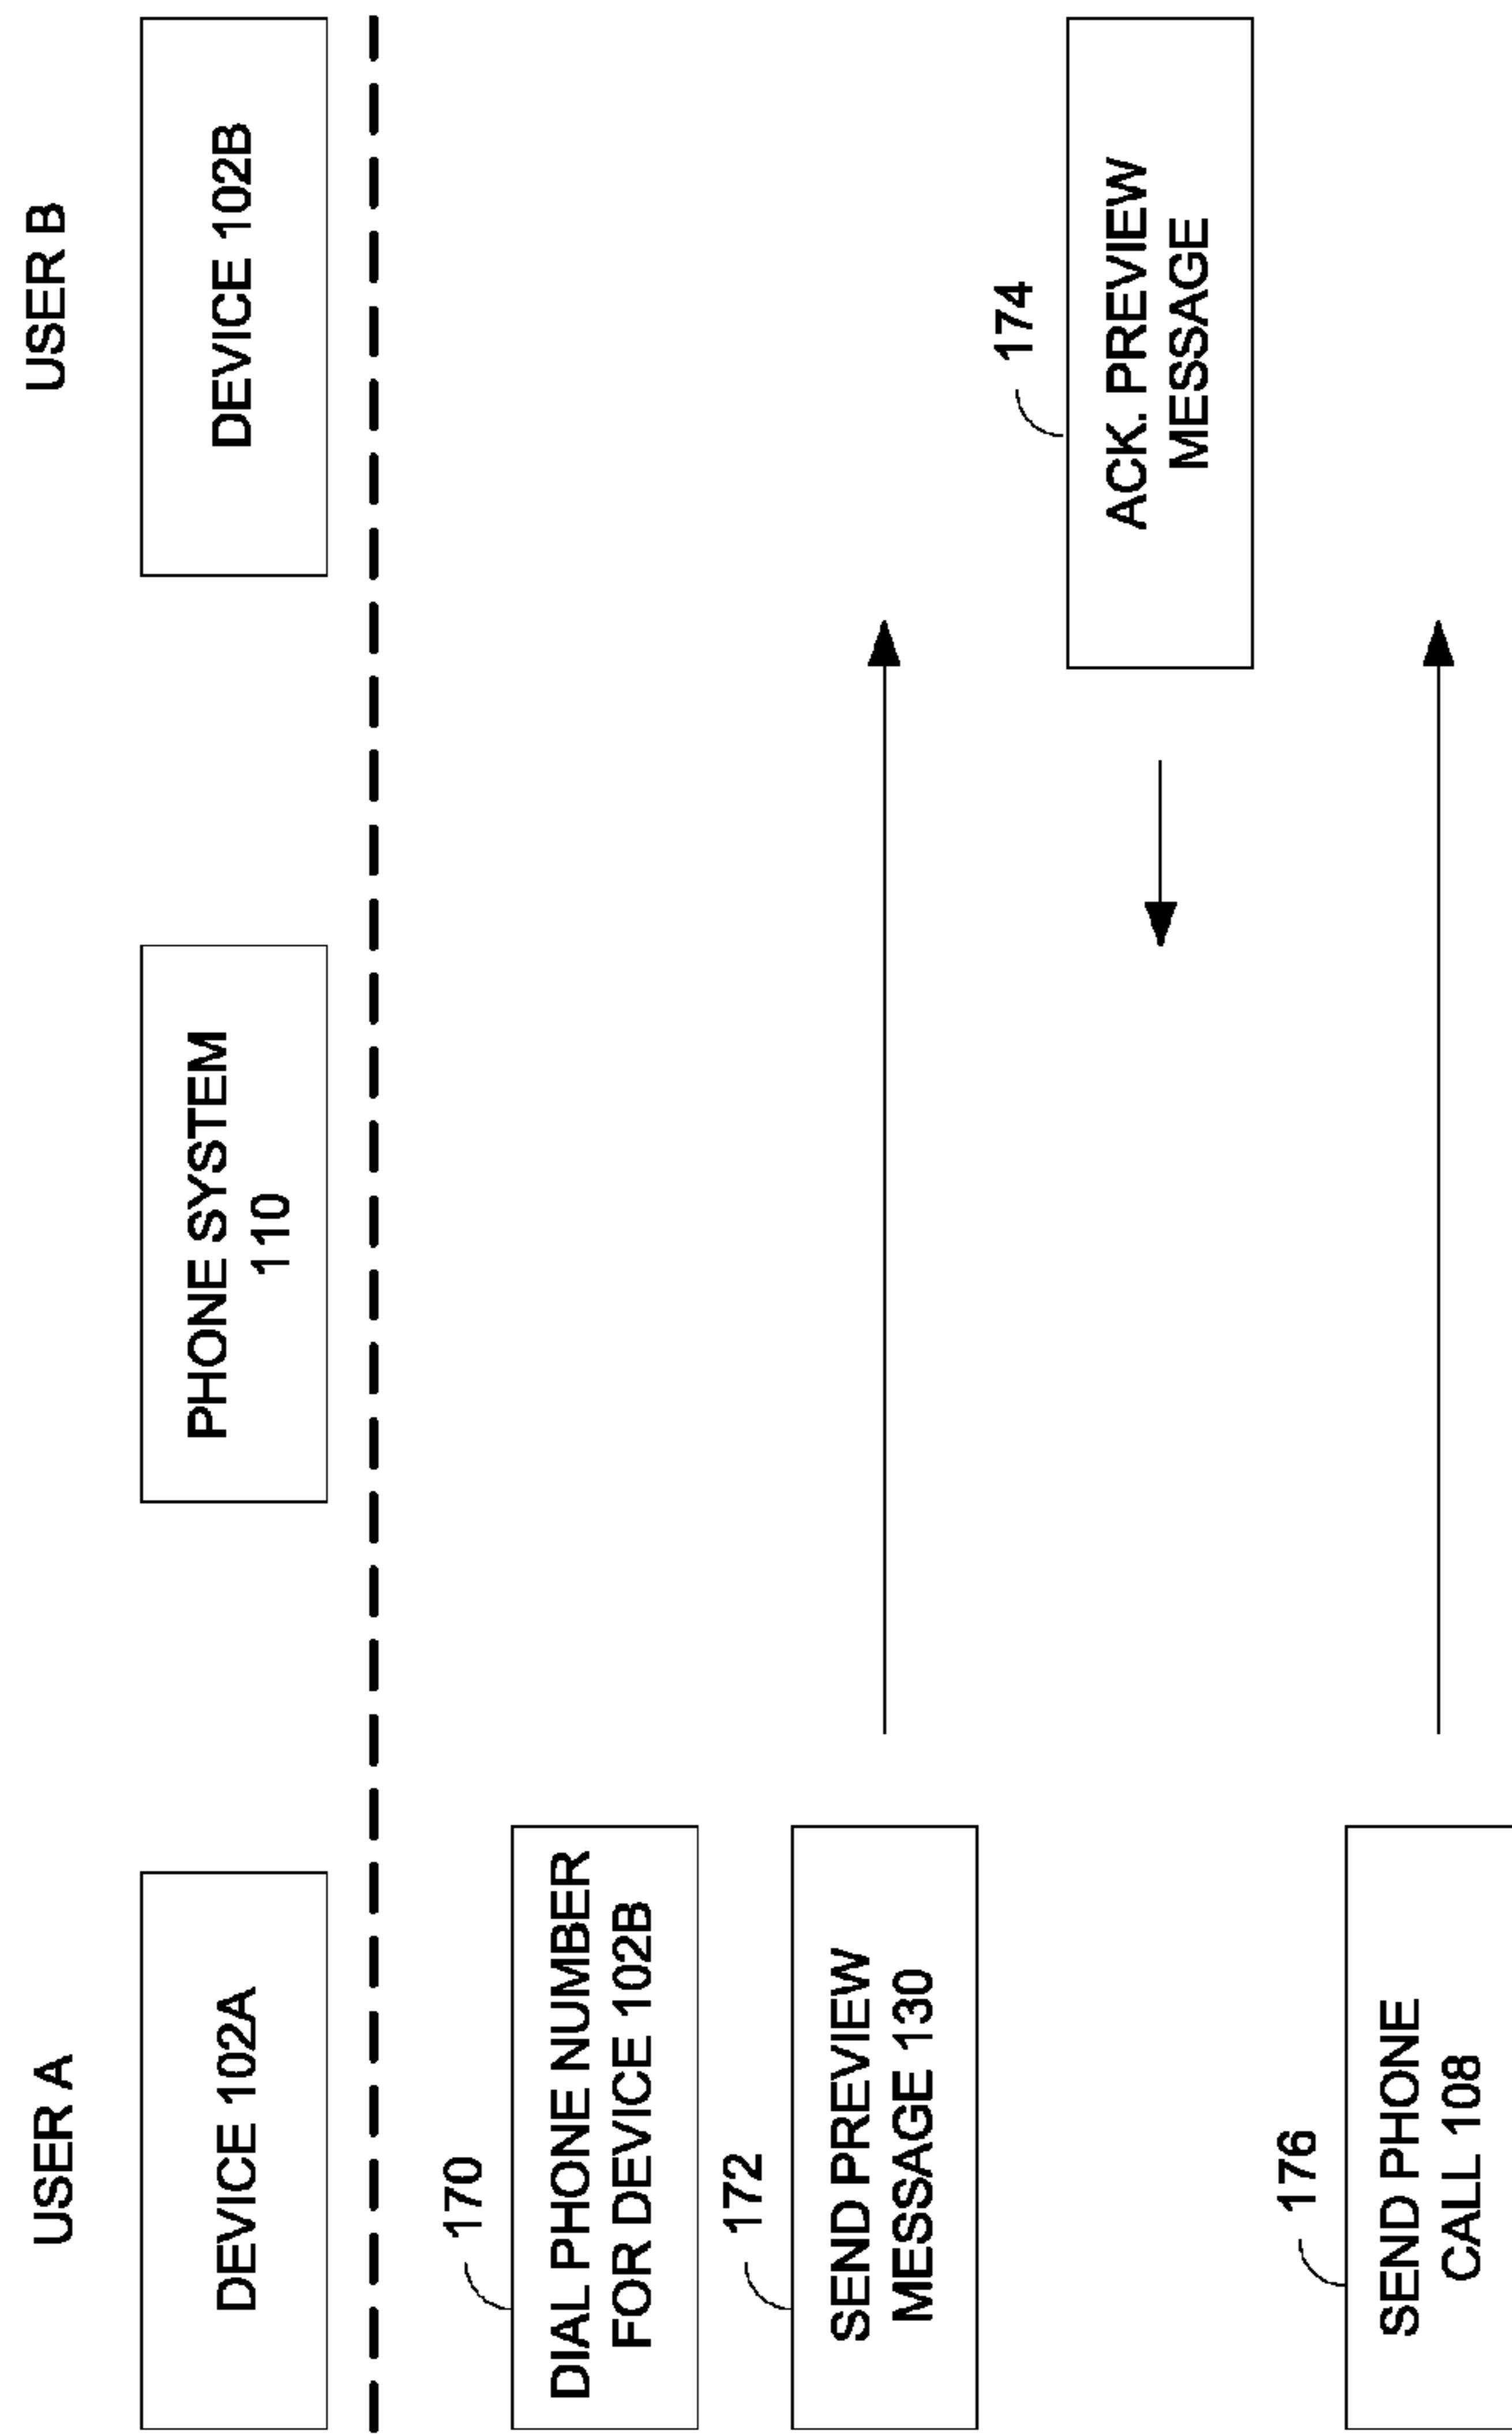 USER A
USER B
DEVICE 102A
PHONE SYSTEM
110
DEVICE 102B
170
DIAL PHONE NUMBER
FOR DEVICE 102B
172
SEND PREVIEW
MESSAGE 130
174
ACK. PREVIEW
MESSAGE
176
SEND PHONE
CALL 108